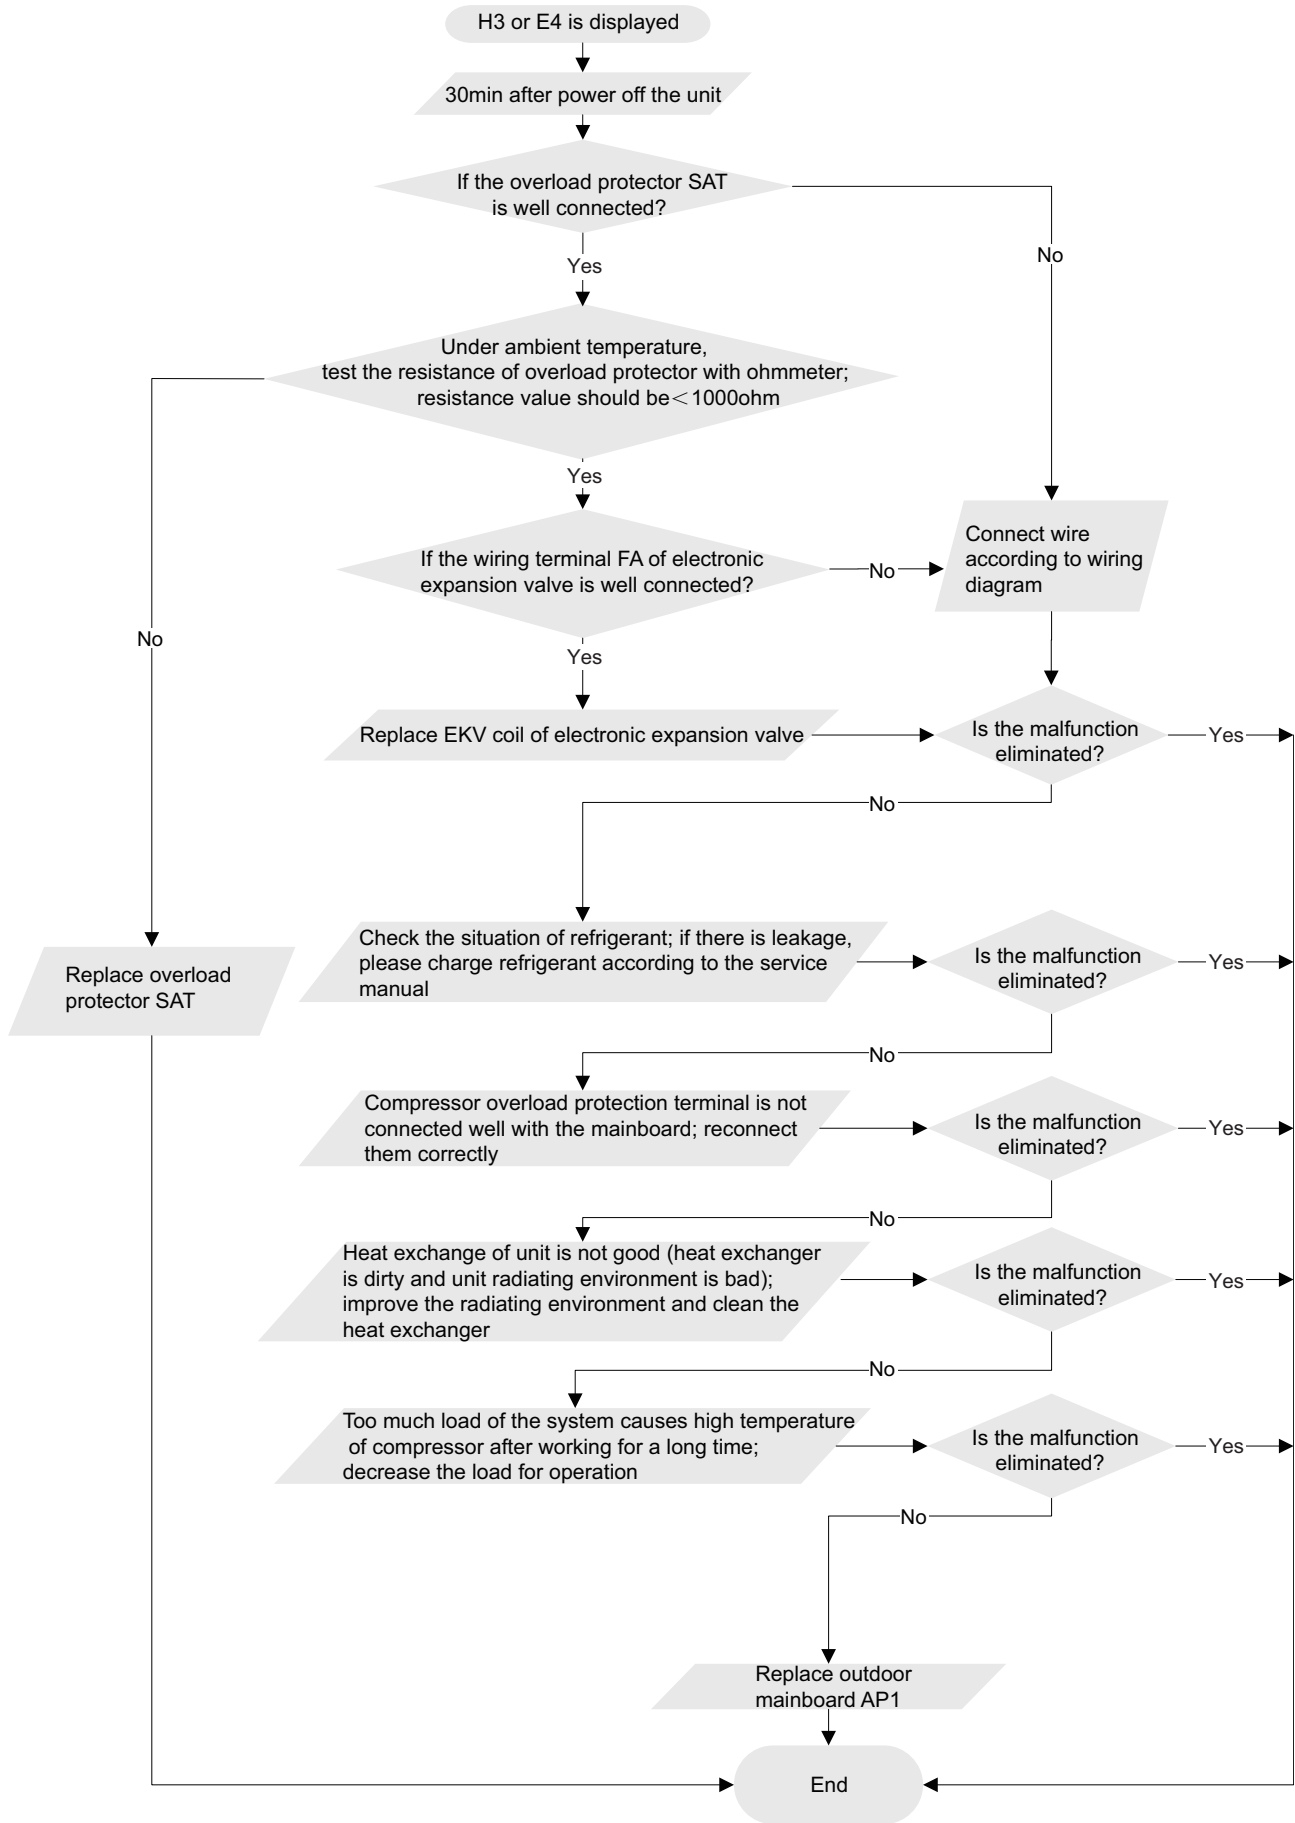 H3 or E4 is displayed
30min after power off the unit
If the overload protector SAT
is well connected?
No
Yes
Under ambient temperature,
test the resistance of overload protector with ohmmeter;
resistance value should be＜1000ohm
Yes
If the wiring terminal FA of electronic
expansion valve is well connected?
No
Connect wire
according to wiring
diagram
No
Yes
Replace EKV coil of electronic expansion valve
Is the malfunction
eliminated?
Yes
No
Check the situation of refrigerant; if there is leakage,
please charge refrigerant according to the service
manual
Is the malfunction
eliminated?
Yes
Replace overload
protector SAT
No
Compressor overload protection terminal is not
connected well with the mainboard; reconnect
them correctly
Is the malfunction
eliminated?
Yes
No
Heat exchange of unit is not good (heat exchanger
is dirty and unit radiating environment is bad);
improve the radiating environment and clean the
heat exchanger
Is the malfunction
eliminated?
Yes
No
Too much load of the system causes high temperature
of compressor after working for a long time;
decrease the load for operation
Is the malfunction
eliminated?
Yes
No
Replace outdoor
mainboard AP1
End